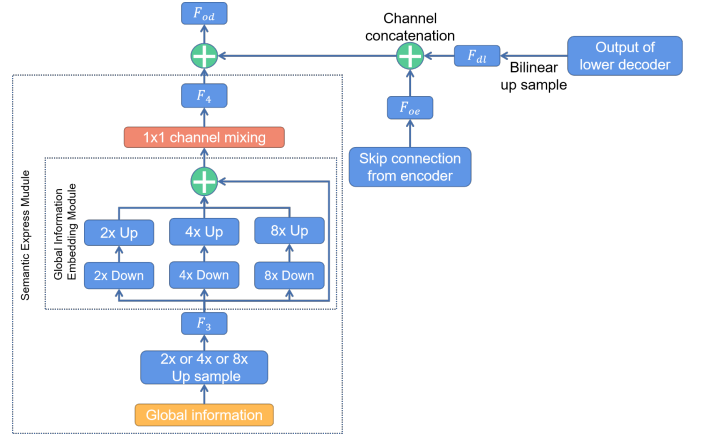 F_od
Channel
concatenation
F_dl
Output of
lower decoder
Bilinear
up sample
F_4
F_oe
1x1 channel mixing
Skip connection
from encoder
Semantic Express Mudule
Global Information
Embedding Module
2x Up
4x Up
8x Up
2x Down
4x Down
8x Down
F_3
2x or 4x or 8x
Up sample
Global information